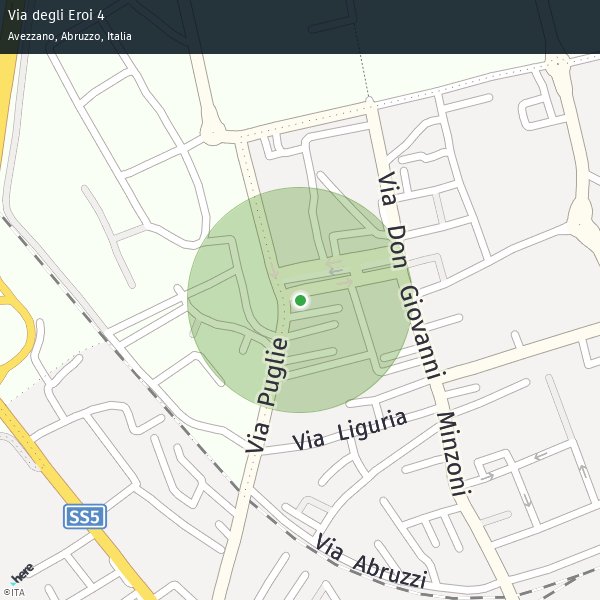 Via degli Eroi 4
Avezzano, Abruzzo, Italia
Via Don Giovanni Minzoni
Via Puglie
Via Liguria
SS5
Via Abruzzi
here
©ITA